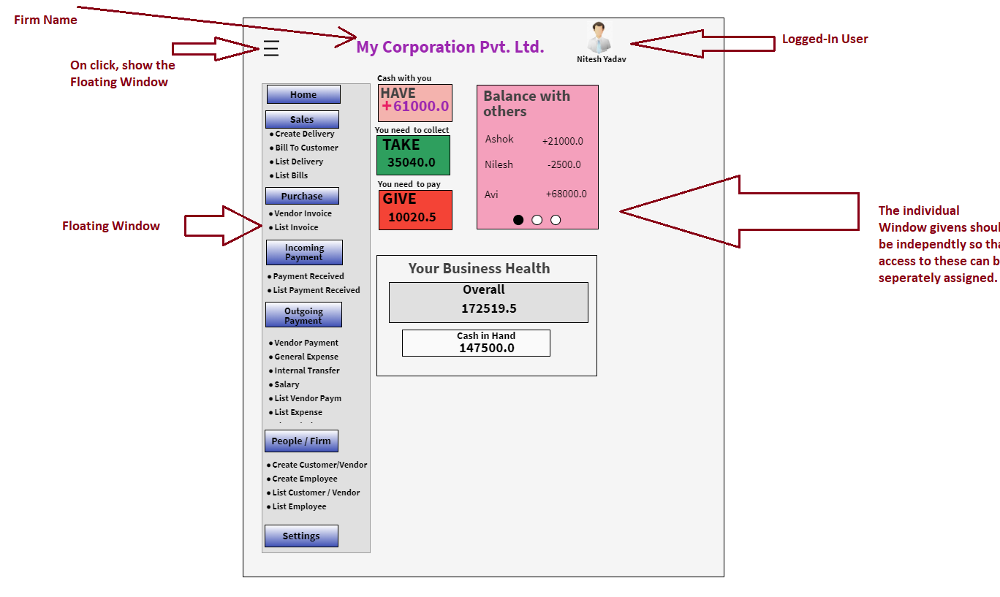 Firm Name
My Corporation Pvt. Ltd.
Nitesh Yadav
Logged-In User
On click, show the
Floating Window
Home
Sales
● Create Delivery
● Bill To Customer
● List Delivery
● List Bills
Purchase
● Vendor Invoice
● List Invoice
Incoming
Payment
● Payment Received
● List Payment Received
Outgoing
Payment
● Vendor Payment
● General Expense
● Internal Transfer
● Salary
● List Vendor Paym
● List Expense
People / Firm
● Create Customer/Vendor
● Create Employee
● List Customer / Vendor
● List Employee
Settings
Floating Window
Cash with you
HAVE
+61000.0
You need to collect
TAKE
35040.0
You need to pay
GIVE
10020.5
Balance with
others
Ashok +21000.0
Nilesh -2500.0
Avi +68000.0
Your Business Health
Overall
172519.5
Cash in Hand
147500.0
The individual
Window givens shoul
be independtly so tha
access to these can b
seperately assigned.